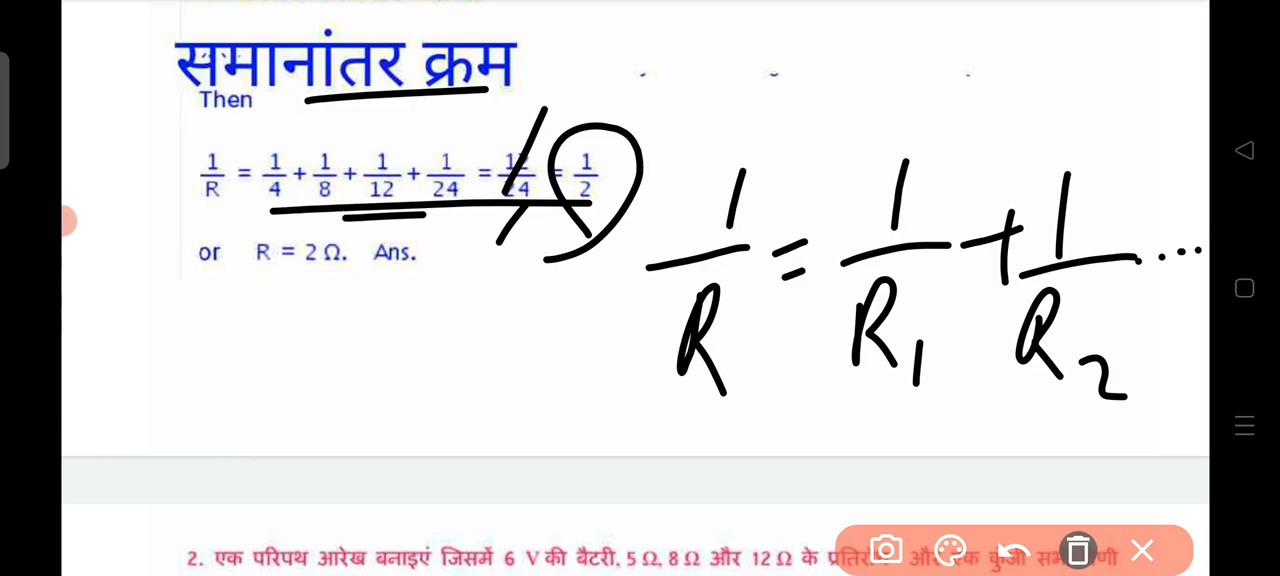 समानांतर क्रम
Then
1/R = 1/4 + 1/8 + 1/12 + 1/24 = 12/24 = 1/2
or R = 2 Ω. Ans.
1/R = 1/R1 + 1/R2 ....
2. एक परिपथ आरेख बनाइएं जिसमें 6 V की बैटरी, 5 Ω, 8 Ω और 12 Ω के